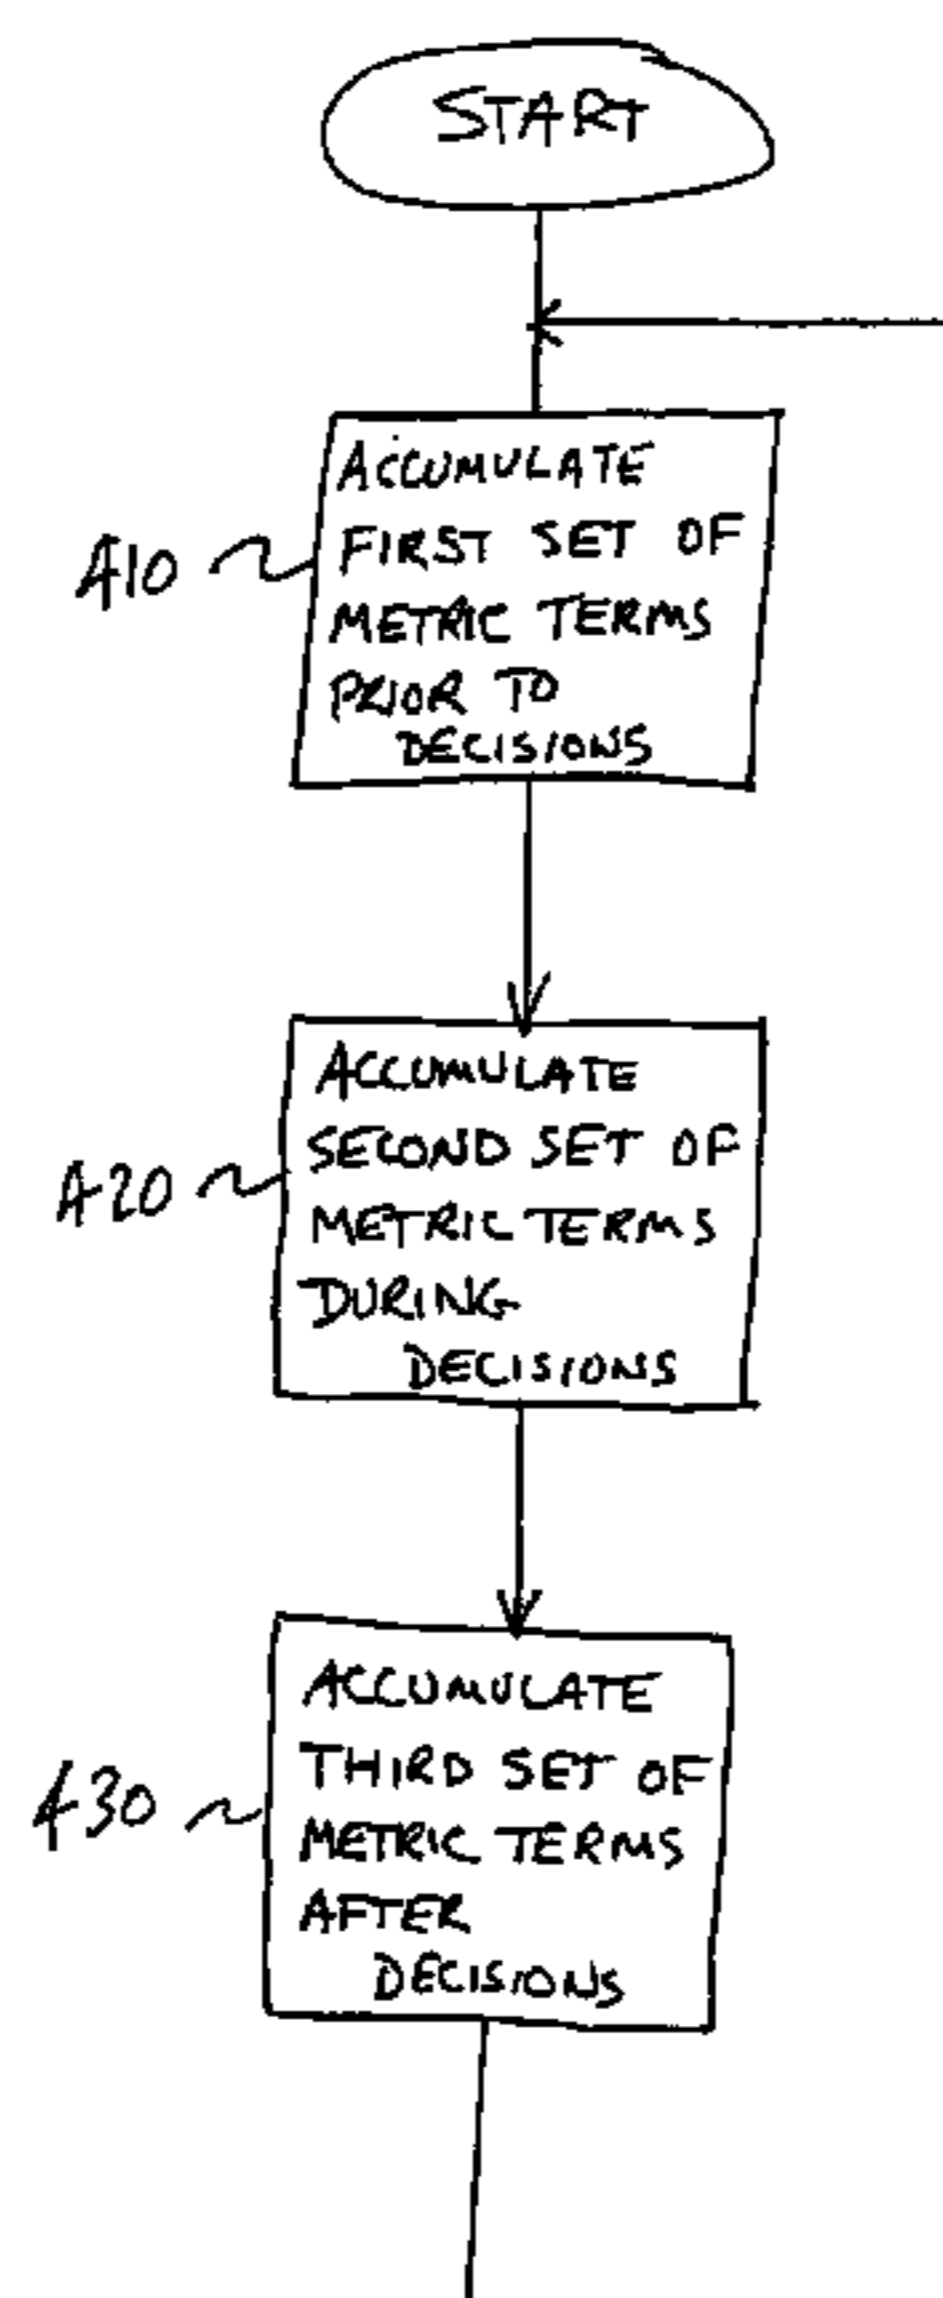 START
ACCUMULATE
FIRST SET OF
410
METRIC TERMS
PRIOR TO
DECISIONS
ACCUMULATE
SECOND SET OF
420
METRIC TERMS
DURING
DECISIONS
ACCUMULATE
THIRD SET OF
430
METRIC TERMS
AFTER
DECISIONS